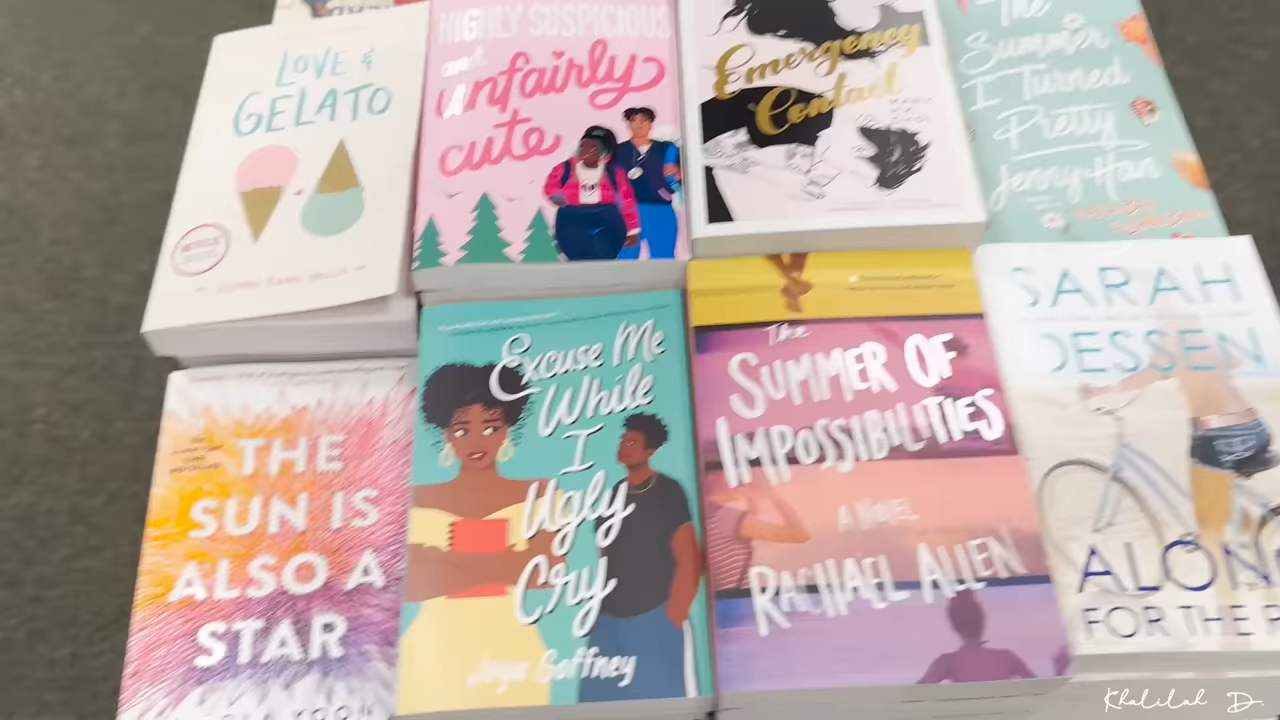 LOVE &
GELATO
HIGHLY SUSPICIOUS
and
unfairly
cute
Emergency
Contact
The
Summer
I Turned
Pretty
Jenny Han
THE
SUN IS
ALSO A
STAR
Excuse Me
While
I
Ugly
Cry
Joya Goffney
The
SUMMER OF
IMPOSSIBILITIES
A NOVEL
RACHAEL ALLEN
SARAH
DESSEN
ALON
FOR THE R
Khalilah D.